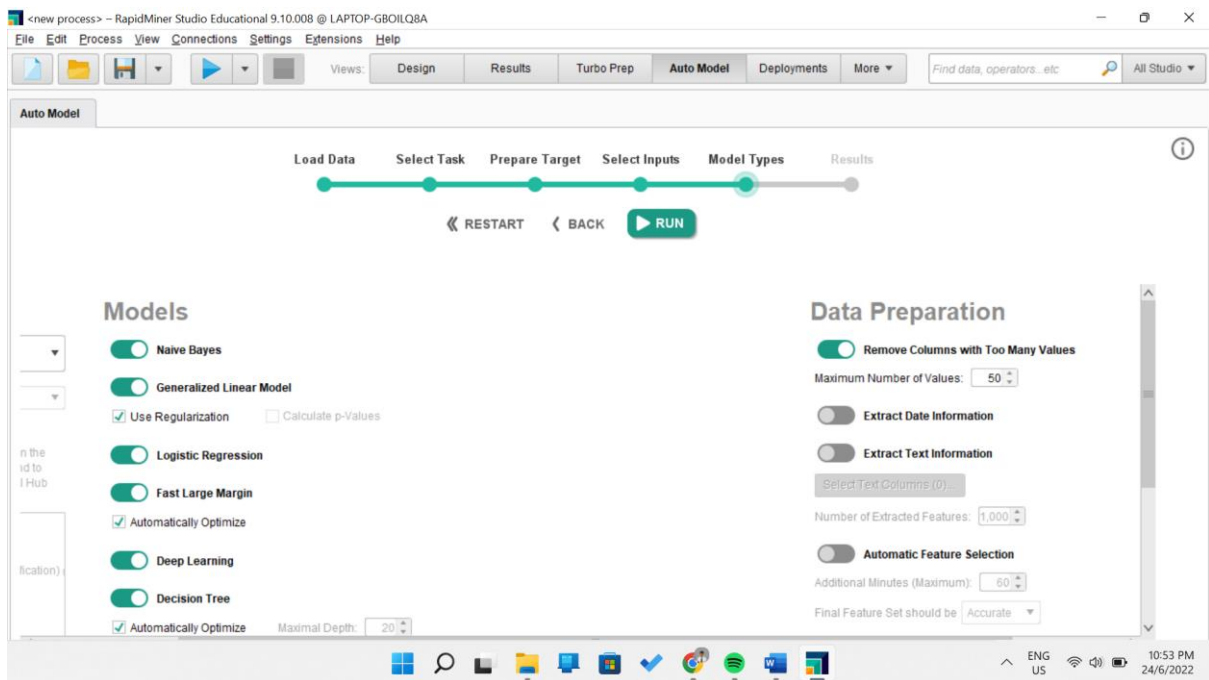 <new process> – RapidMiner Studio Educational 9.10.008 @ LAPTOP-GBOILQ8A
File Edit Process View Connections Settings Extensions Help
Views: Design Results Turbo Prep Auto Model Deployments More Find data, operators...etc All Studio
Auto Model
Load Data Select Task Prepare Target Select Inputs Model Types Results
RESTART BACK RUN
Models Data Preparation
Naive Bayes Remove Columns with Too Many Values
Maximum Number of Values: 50
Generalized Linear Model
Use Regularization Calculate p-Values Extract Date Information
n the Logistic Regression Extract Text Information
id to
l Hub
Select Text Columns (0)...
Fast Large Margin
Number of Extracted Features: 1,000
Automatically Optimize
Automatic Feature Selection
Deep Learning
fication)
Additional Minutes (Maximum): 60
Decision Tree
Final Feature Set should be Accurate
Automatically Optimize Maximal Depth: 20
ENG
US
10:53 PM
24/6/2022